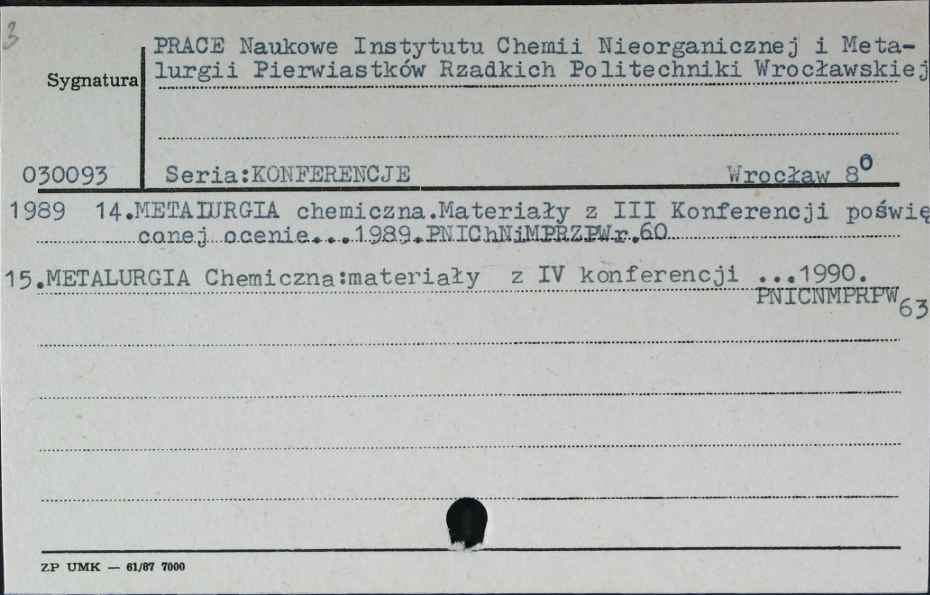 3
PRACE Naukowe Instytutu Chemii Nieorganicznej i Meta-
Sygnatura lurgii Pierwiastków Rzadkich Politechniki Wrocławskiej
030093 Seria:KONFERENCJE Wrocław 8o
1989 14.METALURGIA chemiczna.Materiały z III Konferencji poświę
conej ocenie...1989.PNIChNiMPRZPWr.60
15.METALURGIA Chemiczna:materiały z IV konferencji ...1990.
PNICNMPRPW 63
ZP UMK — 61/87 7000